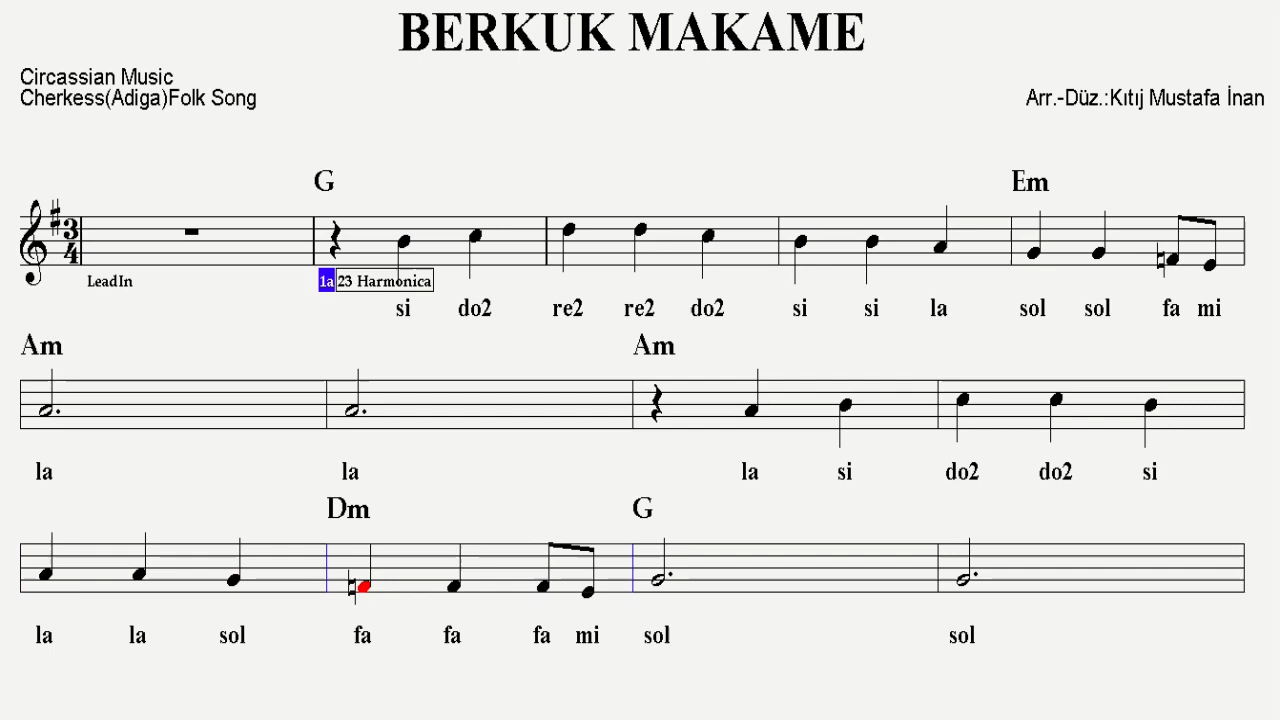 BERKUK MAKAME
Circassian Music
Cherkess(Adiga)Folk Song
Arr.-Düz.:Kıtıj Mustafa İnan
G Em
3
4
LeadIn 1a 23 Harmonica
si do2 re2 re2 do2 si si la sol sol fa mi
Am Am
la la la si do2 do2 si
Dm G
la la sol fa fa fa mi sol sol